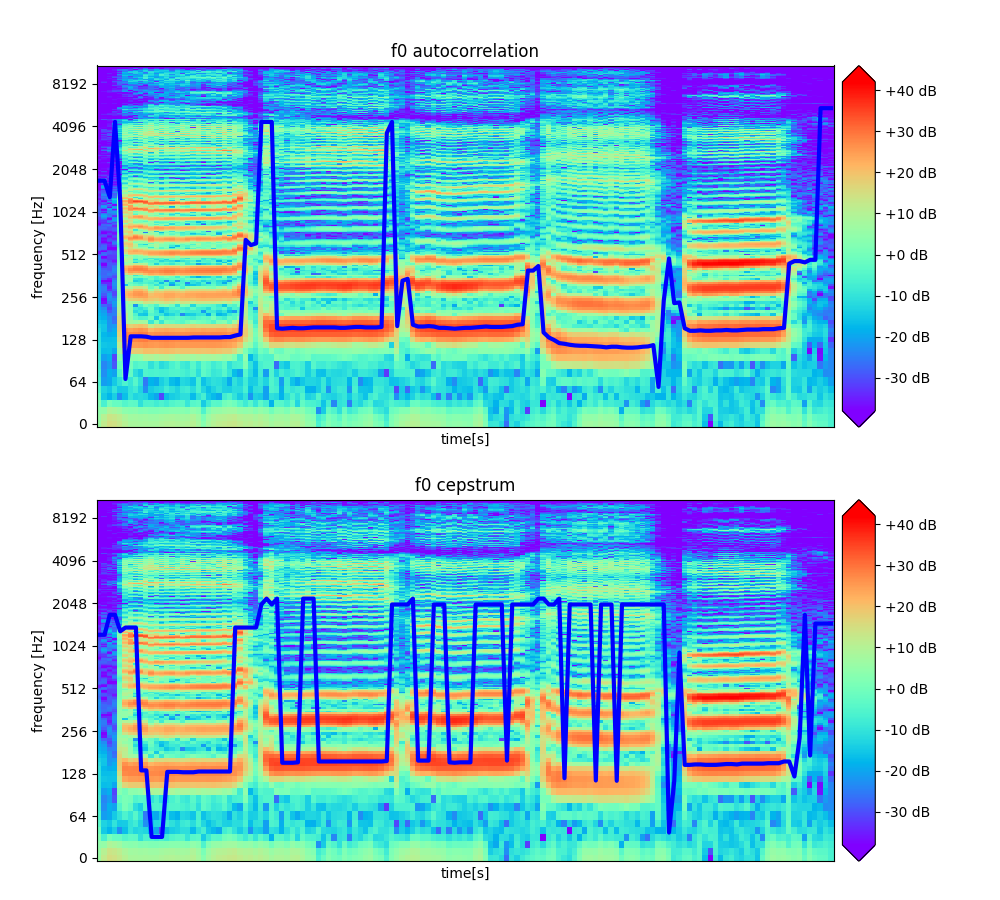 f0 autocorrelation
frequency [Hz]
8192
4096
2048
1024
512
256
128
64
0
time[s]
+40 dB
+30 dB
+20 dB
+10 dB
+0 dB
-10 dB
-20 dB
-30 dB
f0 cepstrum
frequency [Hz]
8192
4096
2048
1024
512
256
128
64
0
time[s]
+40 dB
+30 dB
+20 dB
+10 dB
+0 dB
-10 dB
-20 dB
-30 dB